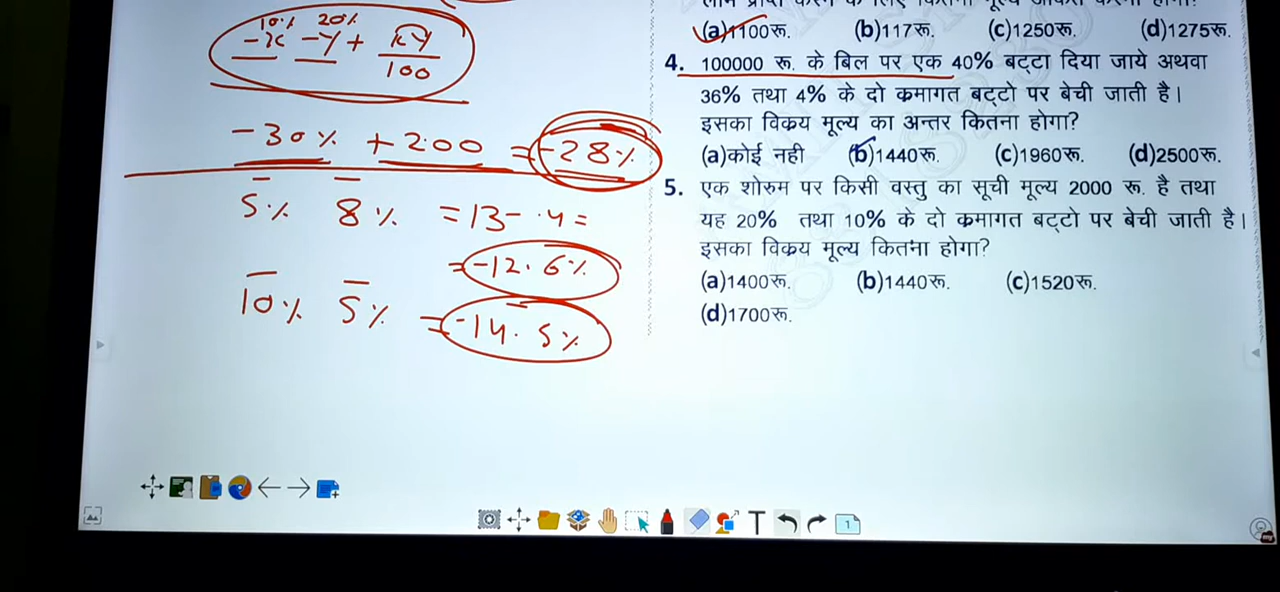 10% 20%
-x -y + xy
100
-30% + 200 = -28%
5% 8% = 13 - .4 =
= -12.6%
10% 5% = -14.5%
(a)1100रू. (b)117रू. (c)1250रू. (d)1275रू.
4. 100000 रू. के बिल पर एक 40% बट्टा दिया जाये अथवा
36% तथा 4% के दो क्रमागत बट्टो पर बेची जाती है।
इसका विक्रय मूल्य का अन्तर कितना होगा?
(a)कोई नही (b)1440रू. (c)1960रू. (d)2500रू.
5. एक शोरुम पर किसी वस्तु का सूची मूल्य 2000 रू. है तथा
यह 20% तथा 10% के दो क्रमागत बट्टो पर बेची जाती है।
इसका विक्रय मूल्य कितना होगा?
(a)1400रू. (b)1440रू. (c)1520रू.
(d)1700रू.
T 1